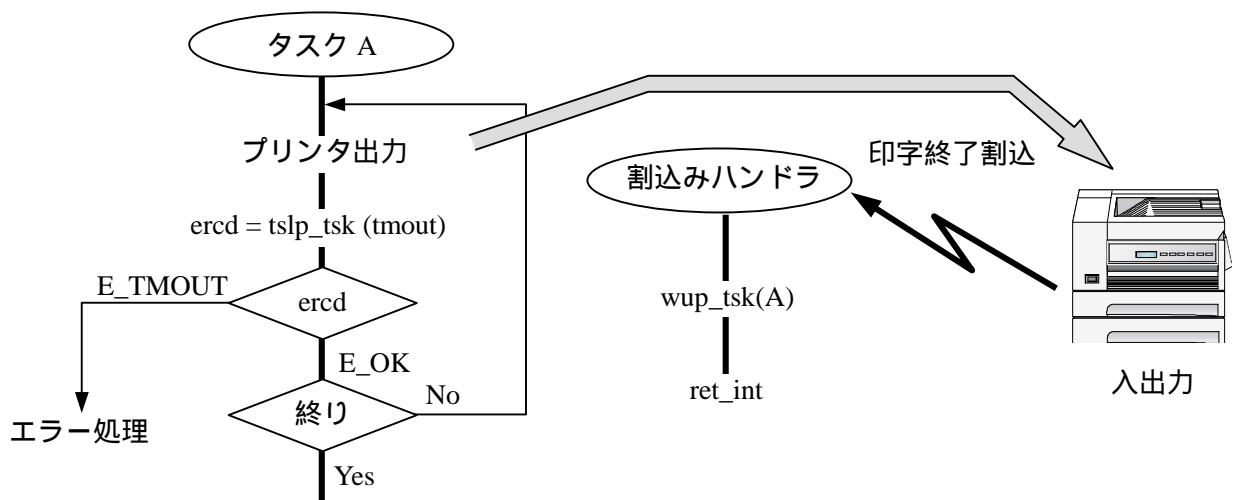 タスク A
プリンタ出力
ercd = tslp_tsk (tmout)
E_TMOUT
ercd
E_OK
終り
No
エラー処理
Yes
割込みハンドラ
印字終了割込
wup_tsk(A)
ret_int
入出力